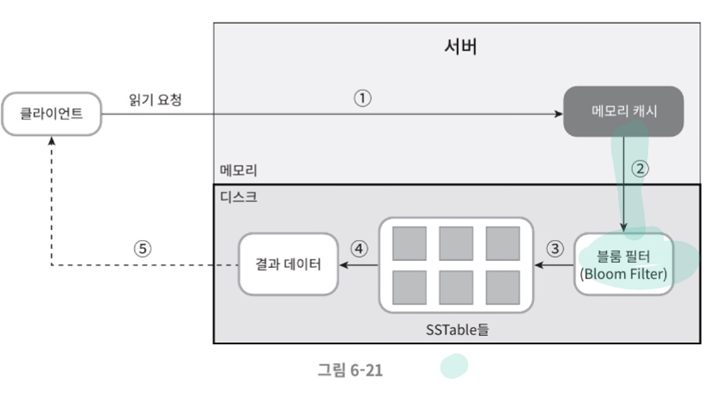 서버
클라이언트
읽기 요청
①
메모리 캐시
메모리
②
디스크
⑤
결과 데이터
④
③
블룸 필터
(Bloom Filter)
SSTable들
그림 6-21